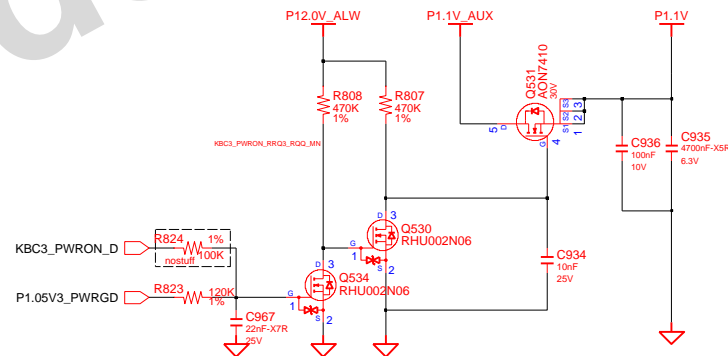 P12.0V_ALW
P1.1V_AUX
P1.1V
R808
470K
1%
R807
470K
1%
Q531
AON7410
30V
S3 3
S2 2
S1 1
5 D
G 4
C936
100nF
10V
C935
4700nF-X5R
6.3V
KBC3_PWRON_RRQ3_RQQ_MN
D 3
Q530
RHU002N06
G
1
S 2
KBC3_PWRON_D
R824
1%
nostuff
100K
D 3
Q534
RHU002N06
G
1
S
2
C934
10nF
25V
P1.05V3_PWRGD
R823
120K
1%
C967
22nF-X7R
25V